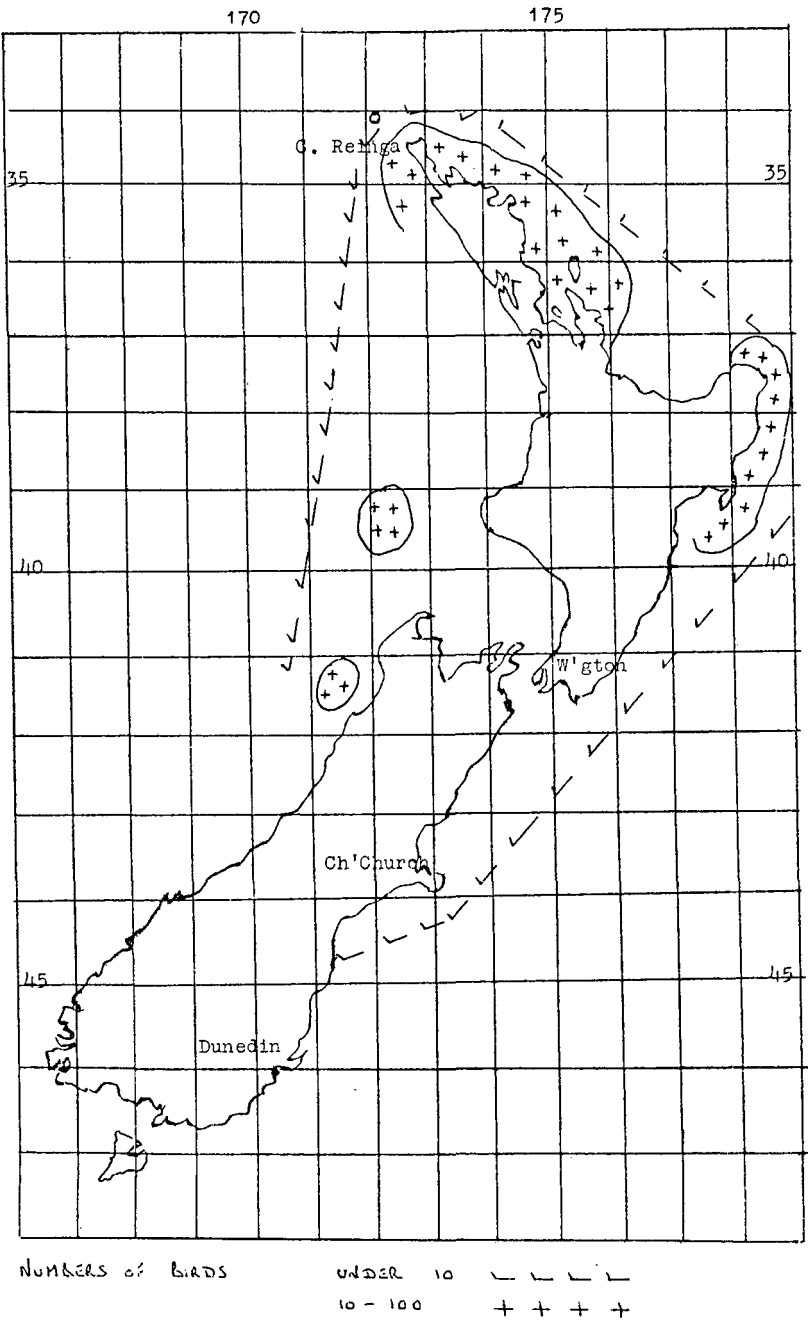 170 175
C. Reinga
35 35
40 40
W'gton
Ch'Church
45 45
Dunedin
NUMBERS OF BIRDS UNDER 10
10 - 100 + + + +